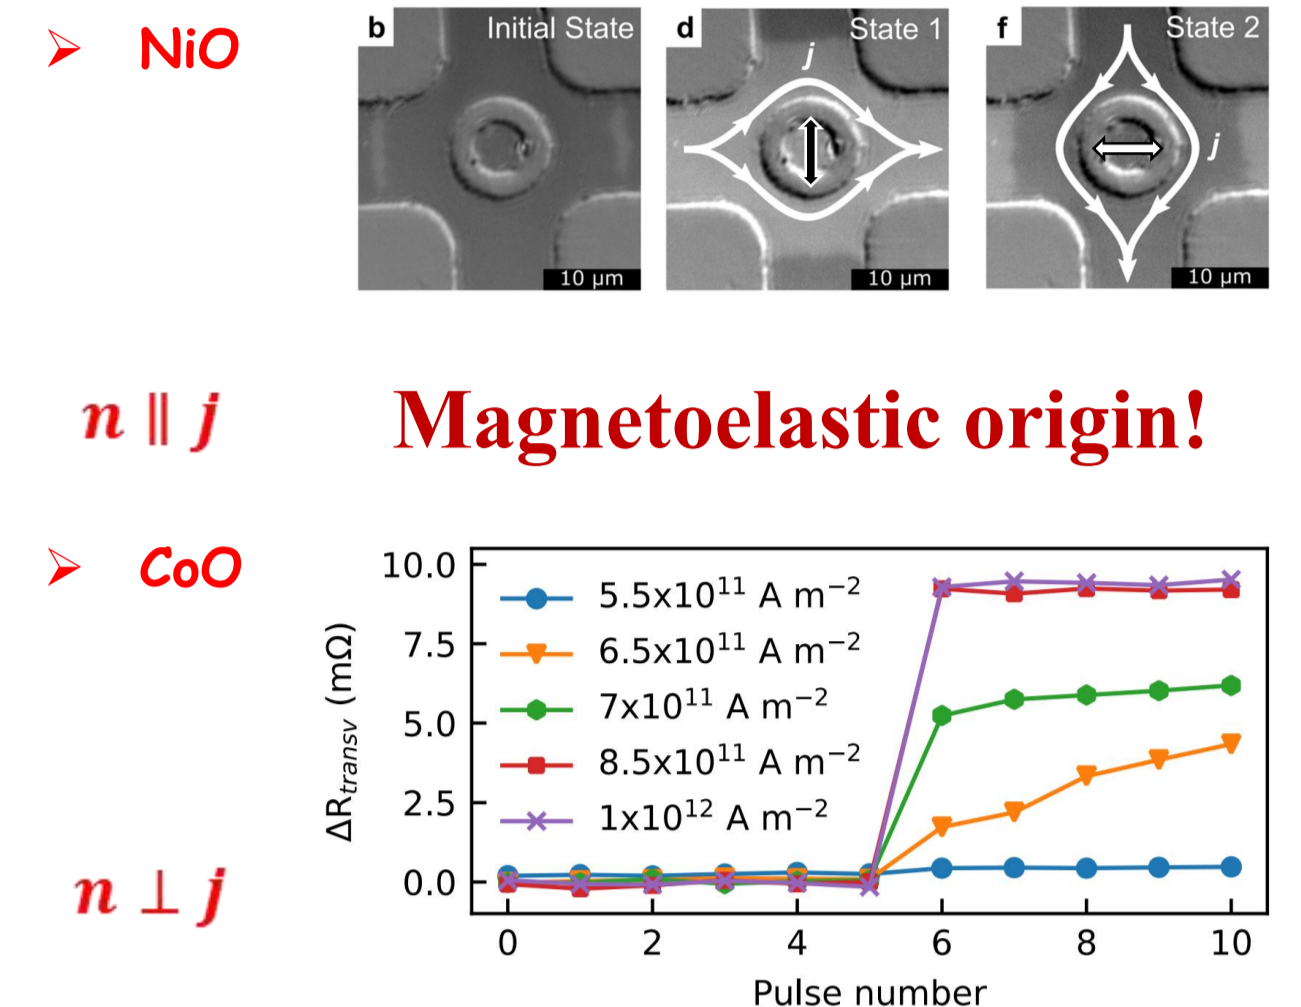 ➢ NiO
b Initial State
10 µm
d State 1
j
10 µm
f State 2
j
10 µm
n ∥ j
Magnetoelastic origin!
➢ CoO
ΔR_transv (mΩ)
10.0
7.5
5.0
2.5
0.0
5.5x10¹¹ A m⁻²
6.5x10¹¹ A m⁻²
7x10¹¹ A m⁻²
8.5x10¹¹ A m⁻²
1x10¹² A m⁻²
n ⊥ j
0 2 4 6 8 10
Pulse number